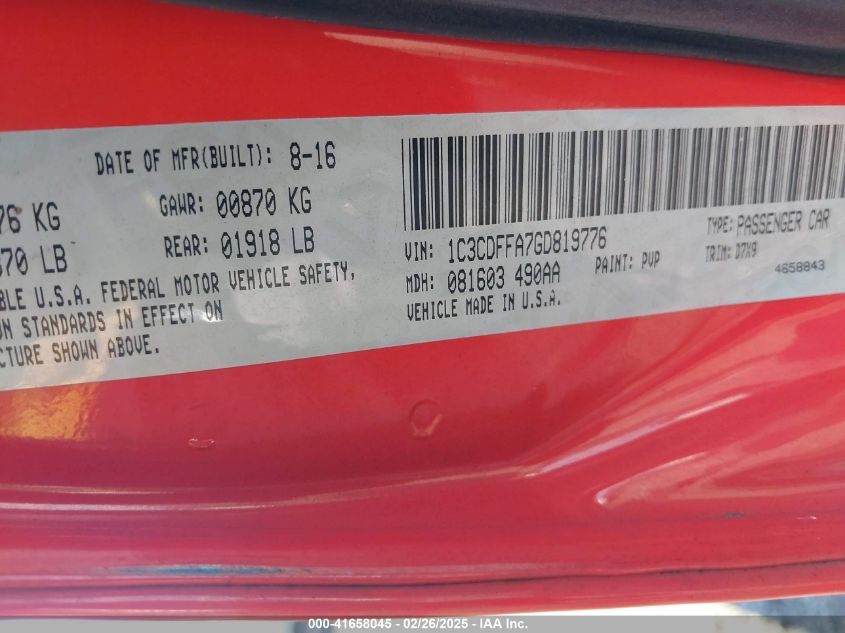 DATE OF MFR(BUILT): 8-16
76 KG GAWR: 00870 KG
870 LB REAR: 01918 LB
BLE U.S.A. FEDERAL MOTOR VEHICLE SAFETY,
ON STANDARDS IN EFFECT ON
CTURE SHOWN ABOVE.
VIN: 1C3CDFFA7GD819776 TYPE: PASSENGER CAR
MDH: 081603 490AA PAINT: PVP TRIM: D7X9
VEHICLE MADE IN U.S.A. 4658843
000-41658045 - 02/26/2025 - IAA Inc.